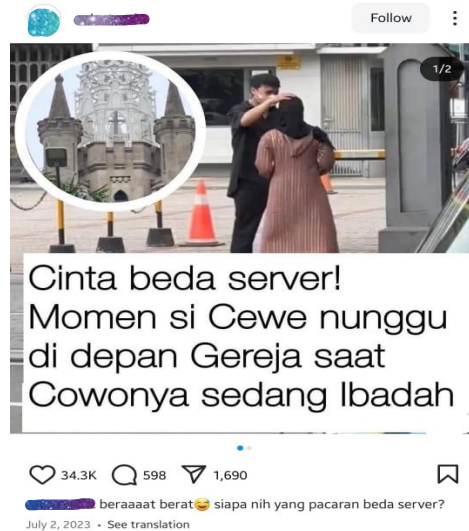 Follow
1/2
Cinta beda server!
Momen si Cewe nunggu
di depan Gereja saat
Cowonya sedang Ibadah
34.3K 598 1,690
beraaaat berat😅 siapa nih yang pacaran beda server?
July 2, 2023 • See translation